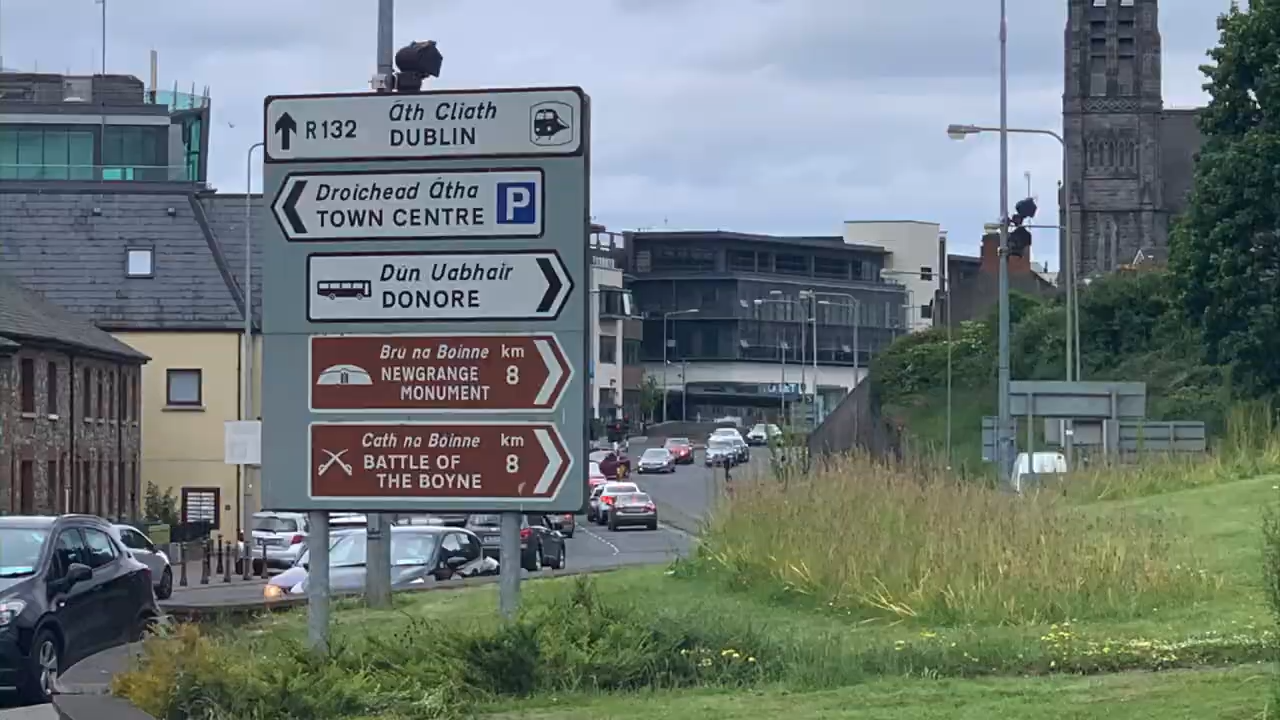 Áth Cliath
R132 DUBLIN
Droichead Átha
TOWN CENTRE P
Dún Uabhair
DONORE
Brú na Bóinne km
NEWGRANGE 8
MONUMENT
Cath na Bóinne km
BATTLE OF 8
THE BOYNE